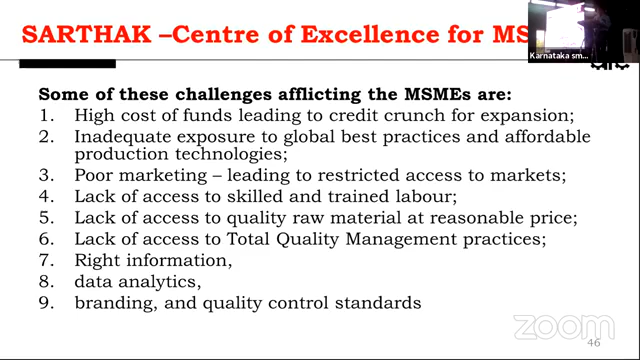 SARTHAK –Centre of Excellence for MS
Karnataka sm...
Some of these challenges afflicting the MSMEs are:
1. High cost of funds leading to credit crunch for expansion;
2. Inadequate exposure to global best practices and affordable
production technologies;
3. Poor marketing – leading to restricted access to markets;
4. Lack of access to skilled and trained labour;
5. Lack of access to quality raw material at reasonable price;
6. Lack of access to Total Quality Management practices;
7. Right information,
8. data analytics,
9. branding, and quality control standards
zoom
46